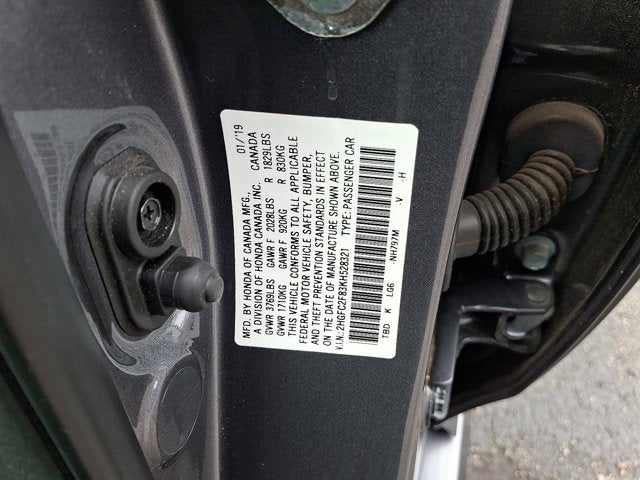 MFD. BY HONDA OF CANADA MFG., 01/'19
A DIVISION OF HONDA CANADA INC. CANADA
GVWR 3769LBS GAWR F 2028LBS R 1829LBS
GVWR 1710KG GAWR F 920KG R 830KG
THIS VEHICLE CONFORMS TO ALL APPLICABLE
FEDERAL MOTOR VEHICLE SAFETY, BUMPER,
AND THEFT PREVENTION STANDARDS IN EFFECT
ON THE DATE OF MANUFACTURE SHOWN ABOVE.
V.I.N.:2HGFC2F83KH528321 TYPE:PASSENGER CAR
TBD K LG6 -NH797M -V -H